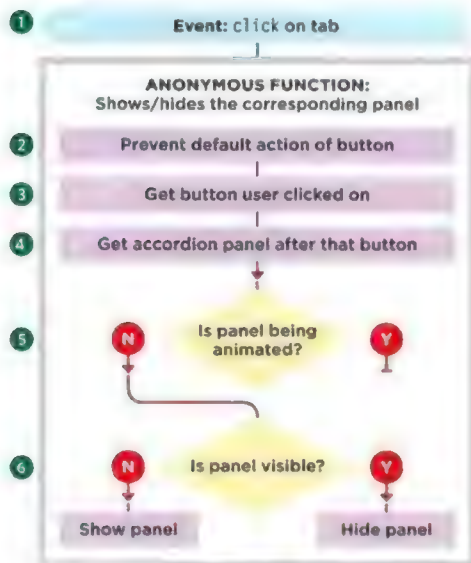 1
Event: click on tab
ANONYMOUS FUNCTION:
Shows/hides the corresponding panel
2
Prevent default action of button
3
Get button user clicked on
4
Get accordion panel after that button
5
N
Is panel being
animated?
Y
6
N
Is panel visible?
Y
Show panel
Hide panel